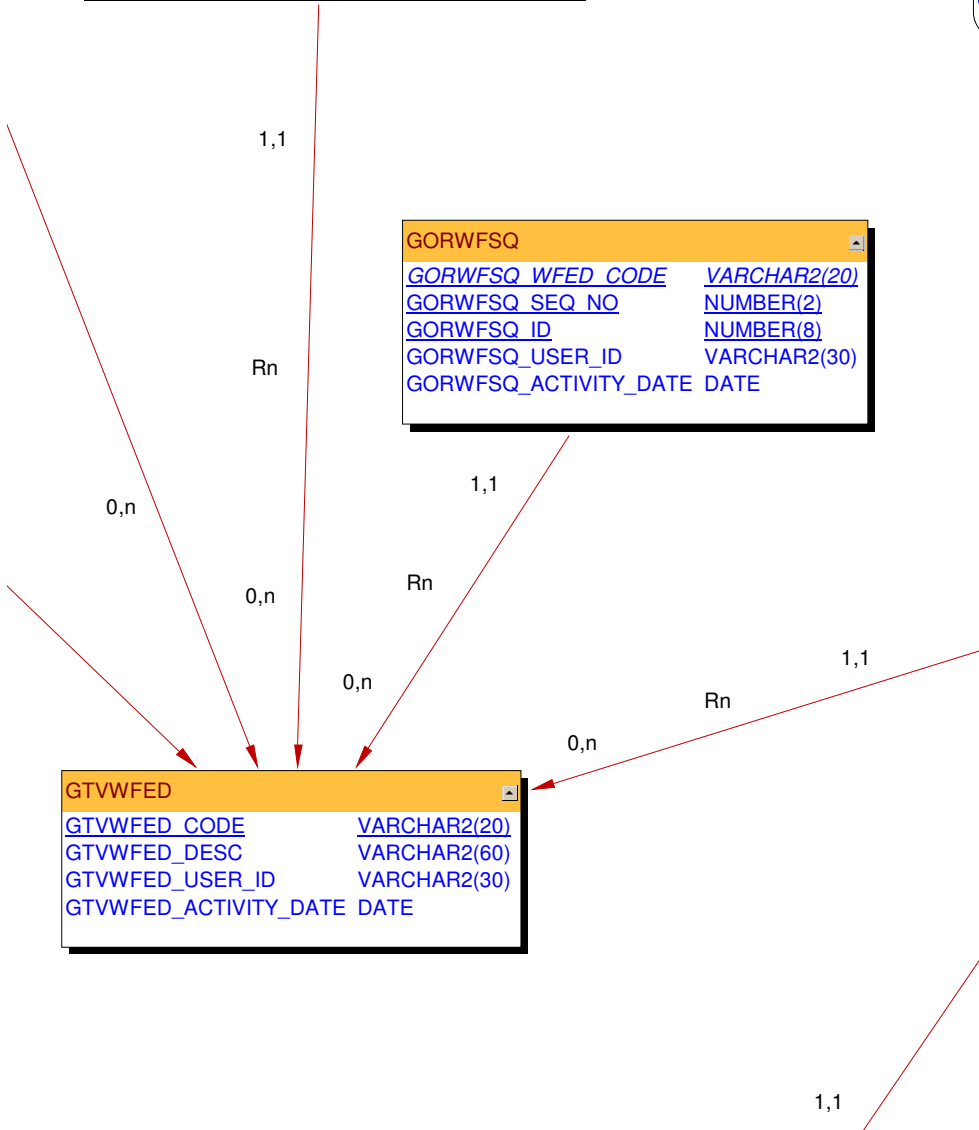 1,1
GORWFSQ
GORWFSQ_WFED_CODE VARCHAR2(20)
GORWFSQ_SEQ_NO NUMBER(2)
GORWFSQ_ID NUMBER(8)
GORWFSQ_USER_ID VARCHAR2(30)
GORWFSQ_ACTIVITY_DATE DATE
Rn
1,1
0,n
Rn
0,n
1,1
0,n
Rn
0,n
GTVWFED
GTVWFED_CODE VARCHAR2(20)
GTVWFED_DESC VARCHAR2(60)
GTVWFED_USER_ID VARCHAR2(30)
GTVWFED_ACTIVITY_DATE DATE
1,1